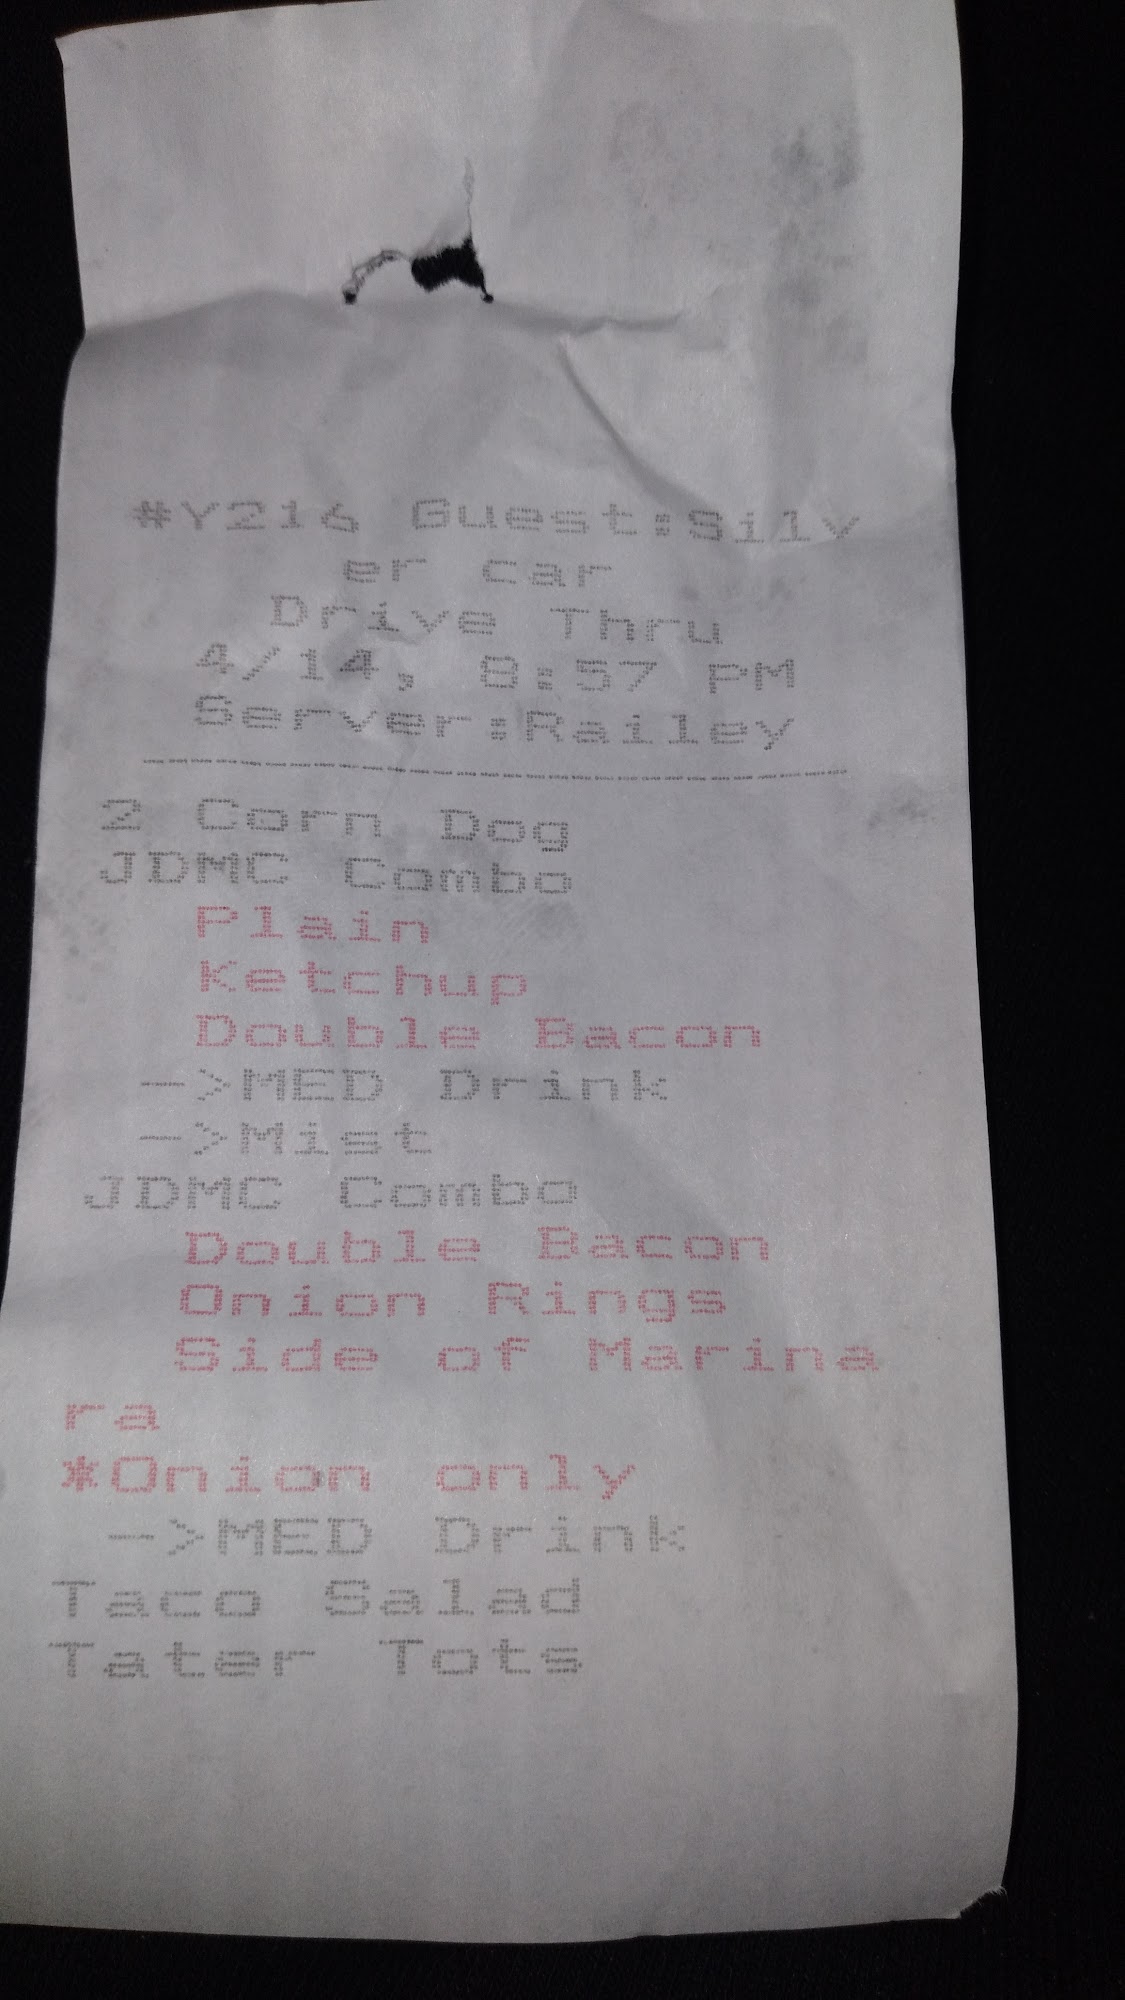 #Y216 Guest:Silv
er car
Drive Thru
4/14, 8:57 PM
Server:Railey
2 Corn Dog
JDMC Combo
Plain
Ketchup
Double Bacon
->MED Drink
->Mist
JDMC Combo
Double Bacon
Onion Rings
Side of Marina
ra
*Onion only
->MED Drink
Taco Salad
Tater Tots